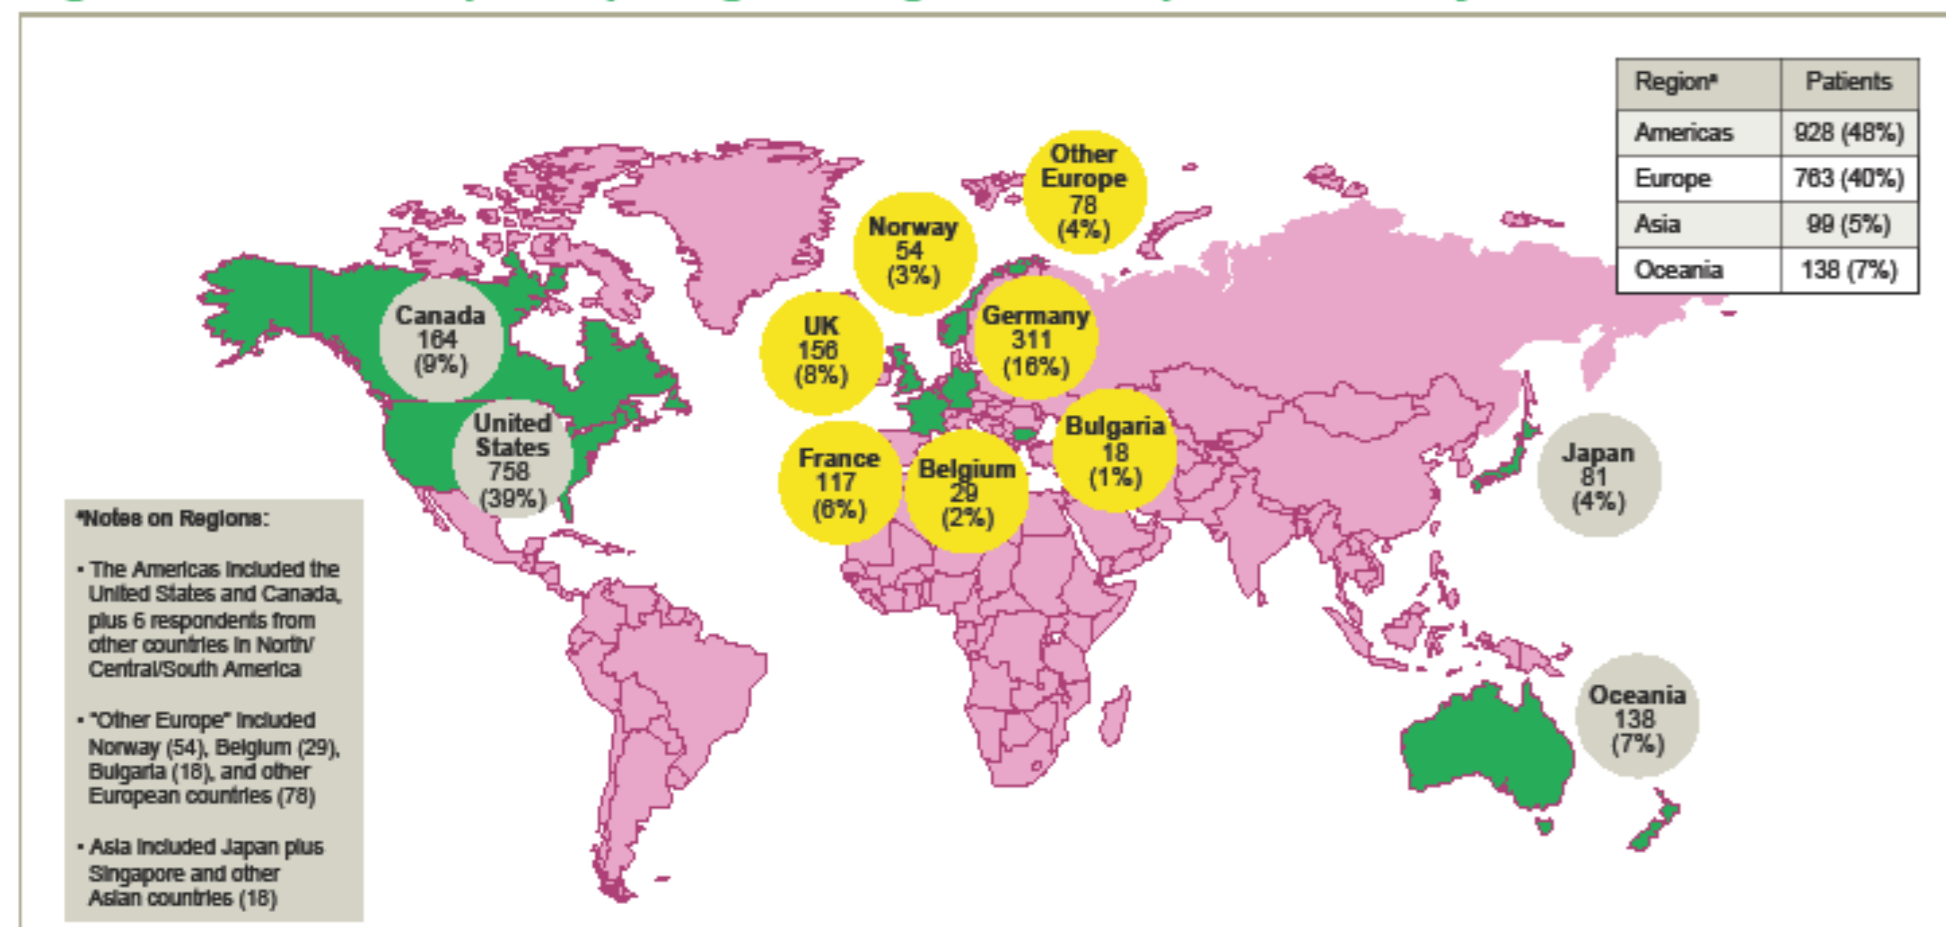 Regionª Patients
Americas 928 (48%)
Europe 763 (40%)
Asia 99 (5%)
Oceania 138 (7%)
Other
Europe
78
(4%)
Norway
54
(3%)
Canada
164
(9%)
UK
156
(8%)
Germany
311
(16%)
United
States
758
(39%)
France
117
(6%)
Belgium
29
(2%)
Bulgaria
18
(1%)
Japan
81
(4%)
Oceania
138
(7%)
ªNotes on Regions:
• The Americas included the
United States and Canada,
plus 6 respondents from
other countries in North/
Central/South America
• "Other Europe" included
Norway (54), Belgium (29),
Bulgaria (18), and other
European countries (78)
• Asia included Japan plus
Singapore and other
Asian countries (18)